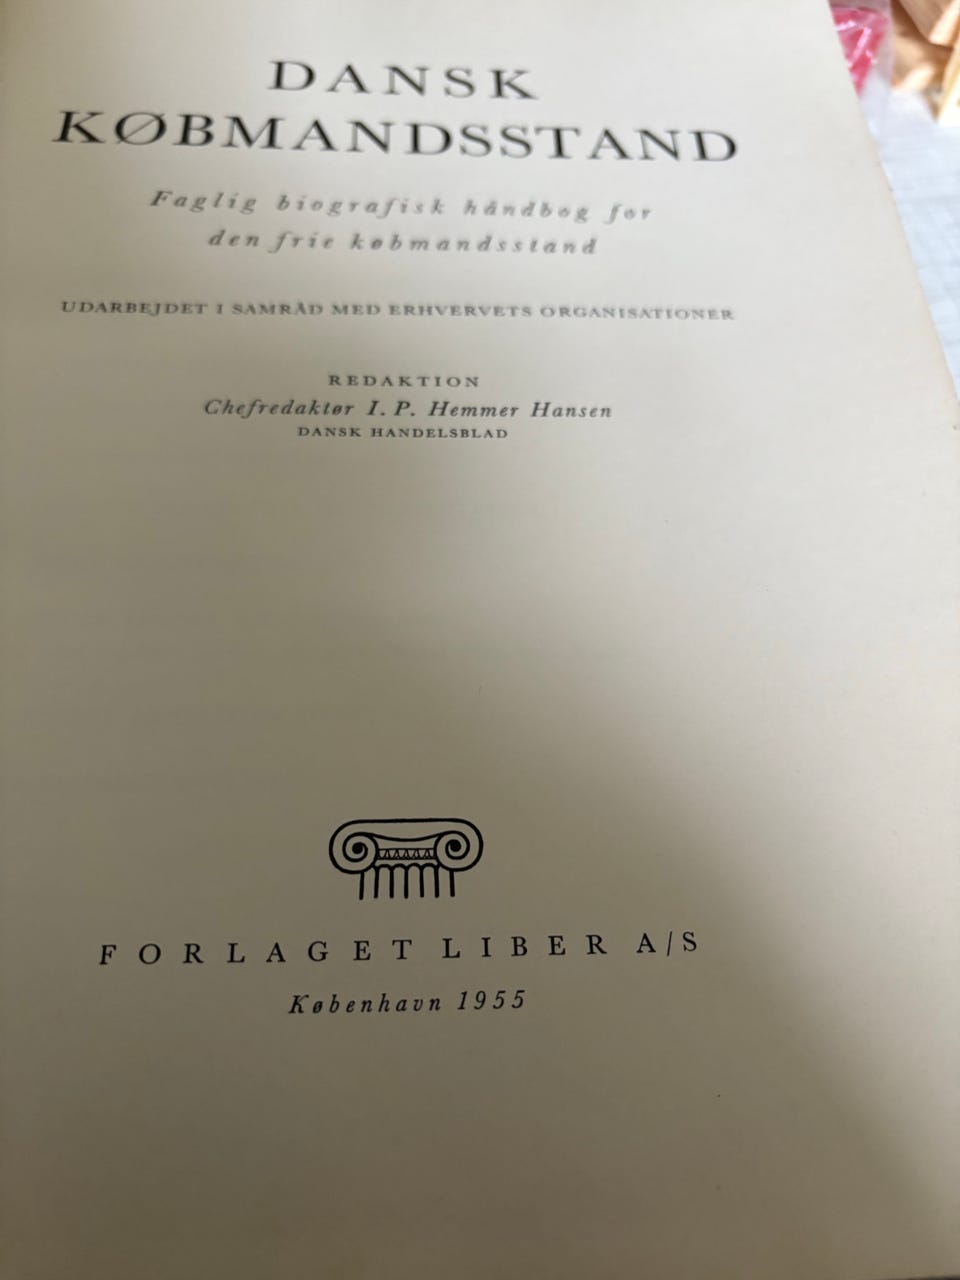 DANSK
KØBMANDSSTAND
Faglig biografisk håndbog for
den frie købmandsstand
UDARBEJDET I SAMRÅD MED ERHVERVETS ORGANISATIONER
REDAKTION
Chefredaktør I. P. Hemmer Hansen
DANSK HANDELSBLAD
FORLAGET LIBER A/S
København 1955